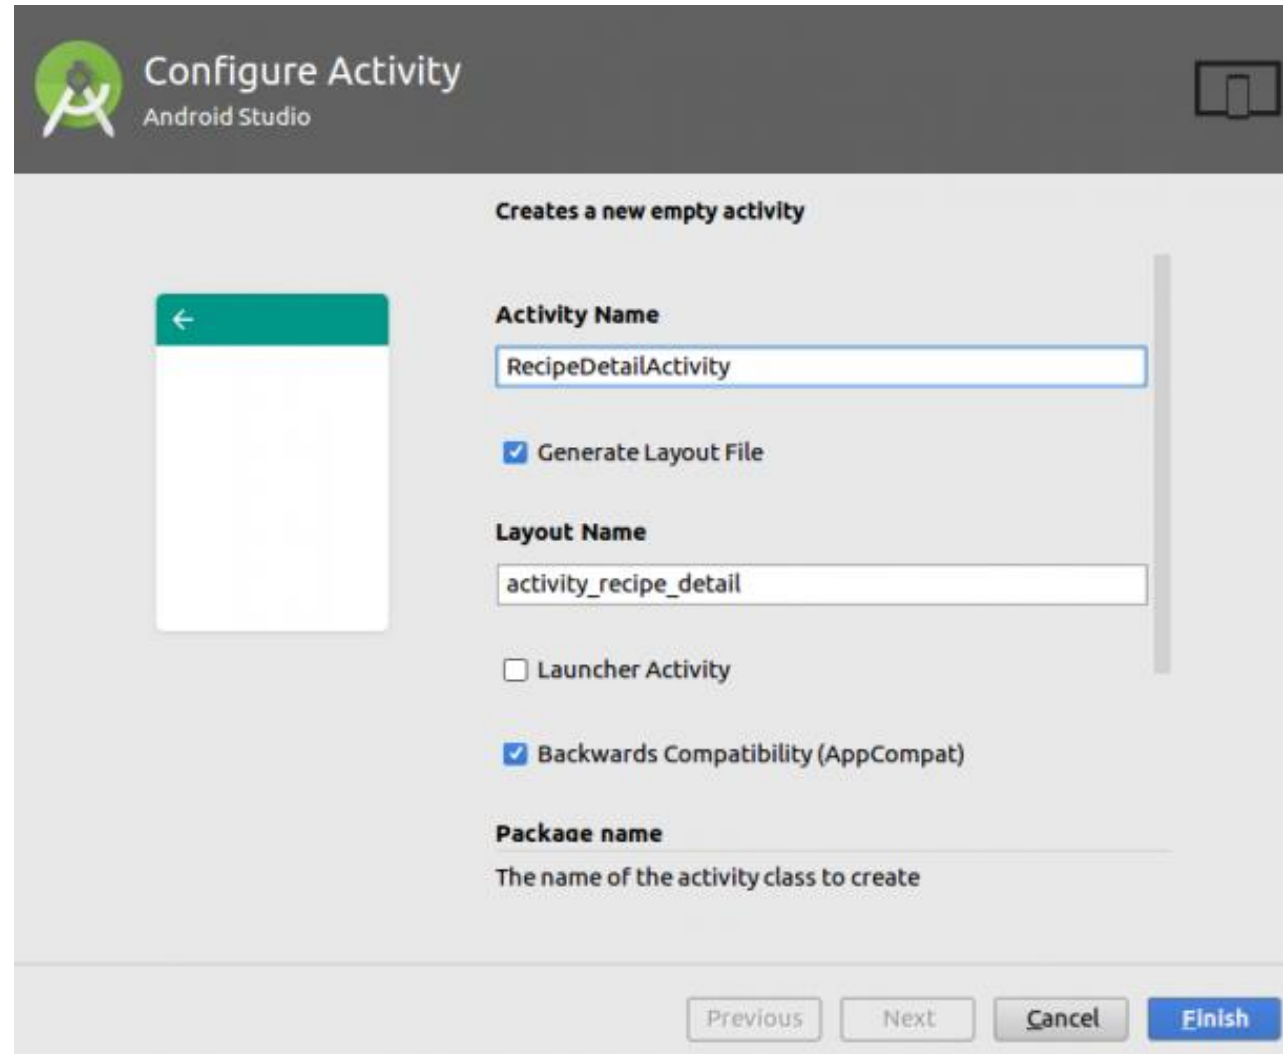 Configure Activity
Android Studio
Creates a new empty activity
Activity Name
RecipeDetailActivity
Generate Layout File
Layout Name
activity_recipe_detail
Launcher Activity
Backwards Compatibility (AppCompat)
Package name
The name of the activity class to create
Previous Next Cancel Finish